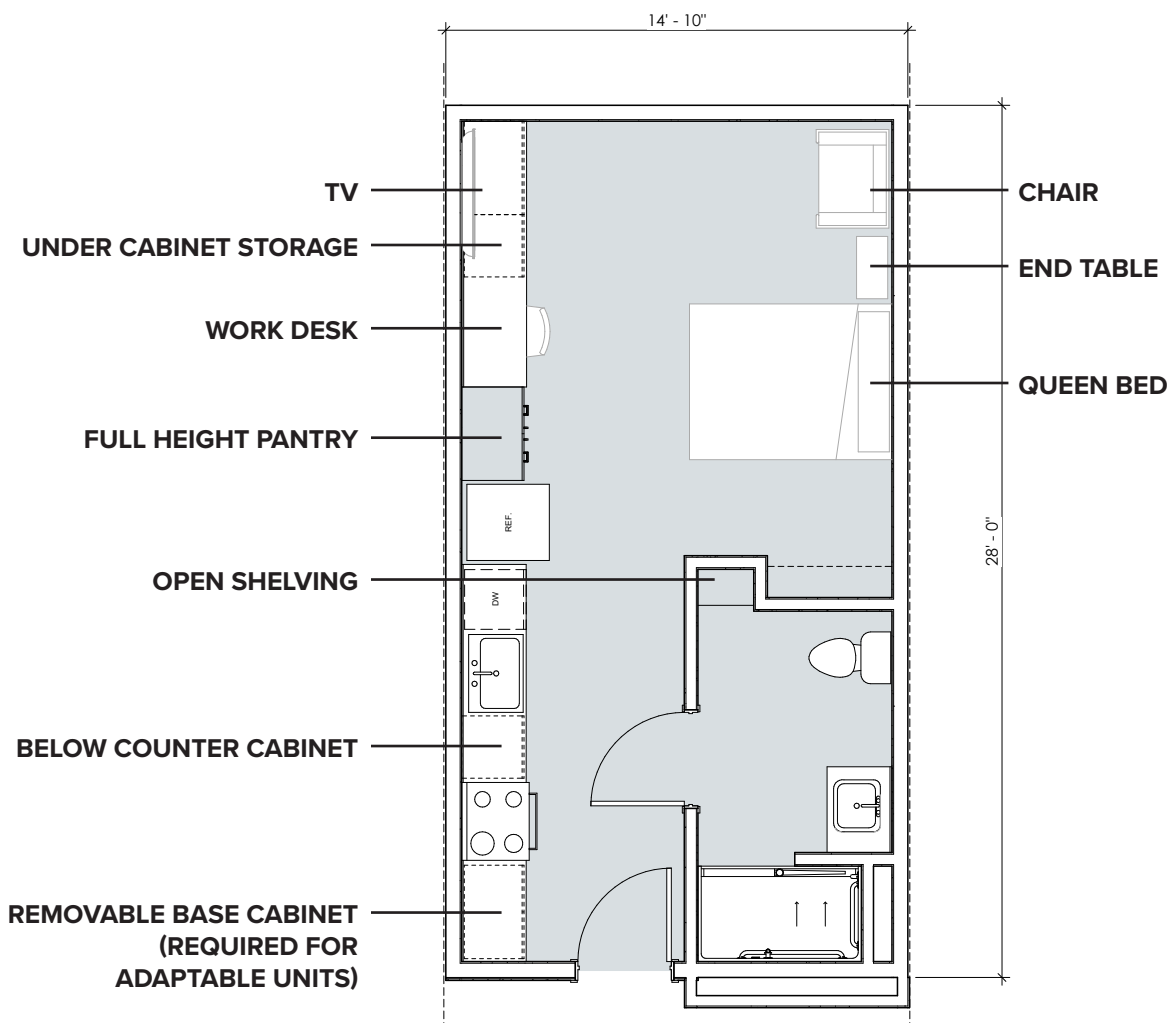 14' - 10"
TV
UNDER CABINET STORAGE
WORK DESK
FULL HEIGHT PANTRY
REF.
OPEN SHELVING
DW
BELOW COUNTER CABINET
REMOVABLE BASE CABINET
(REQUIRED FOR
ADAPTABLE UNITS)
CHAIR
END TABLE
QUEEN BED
28' - 0"